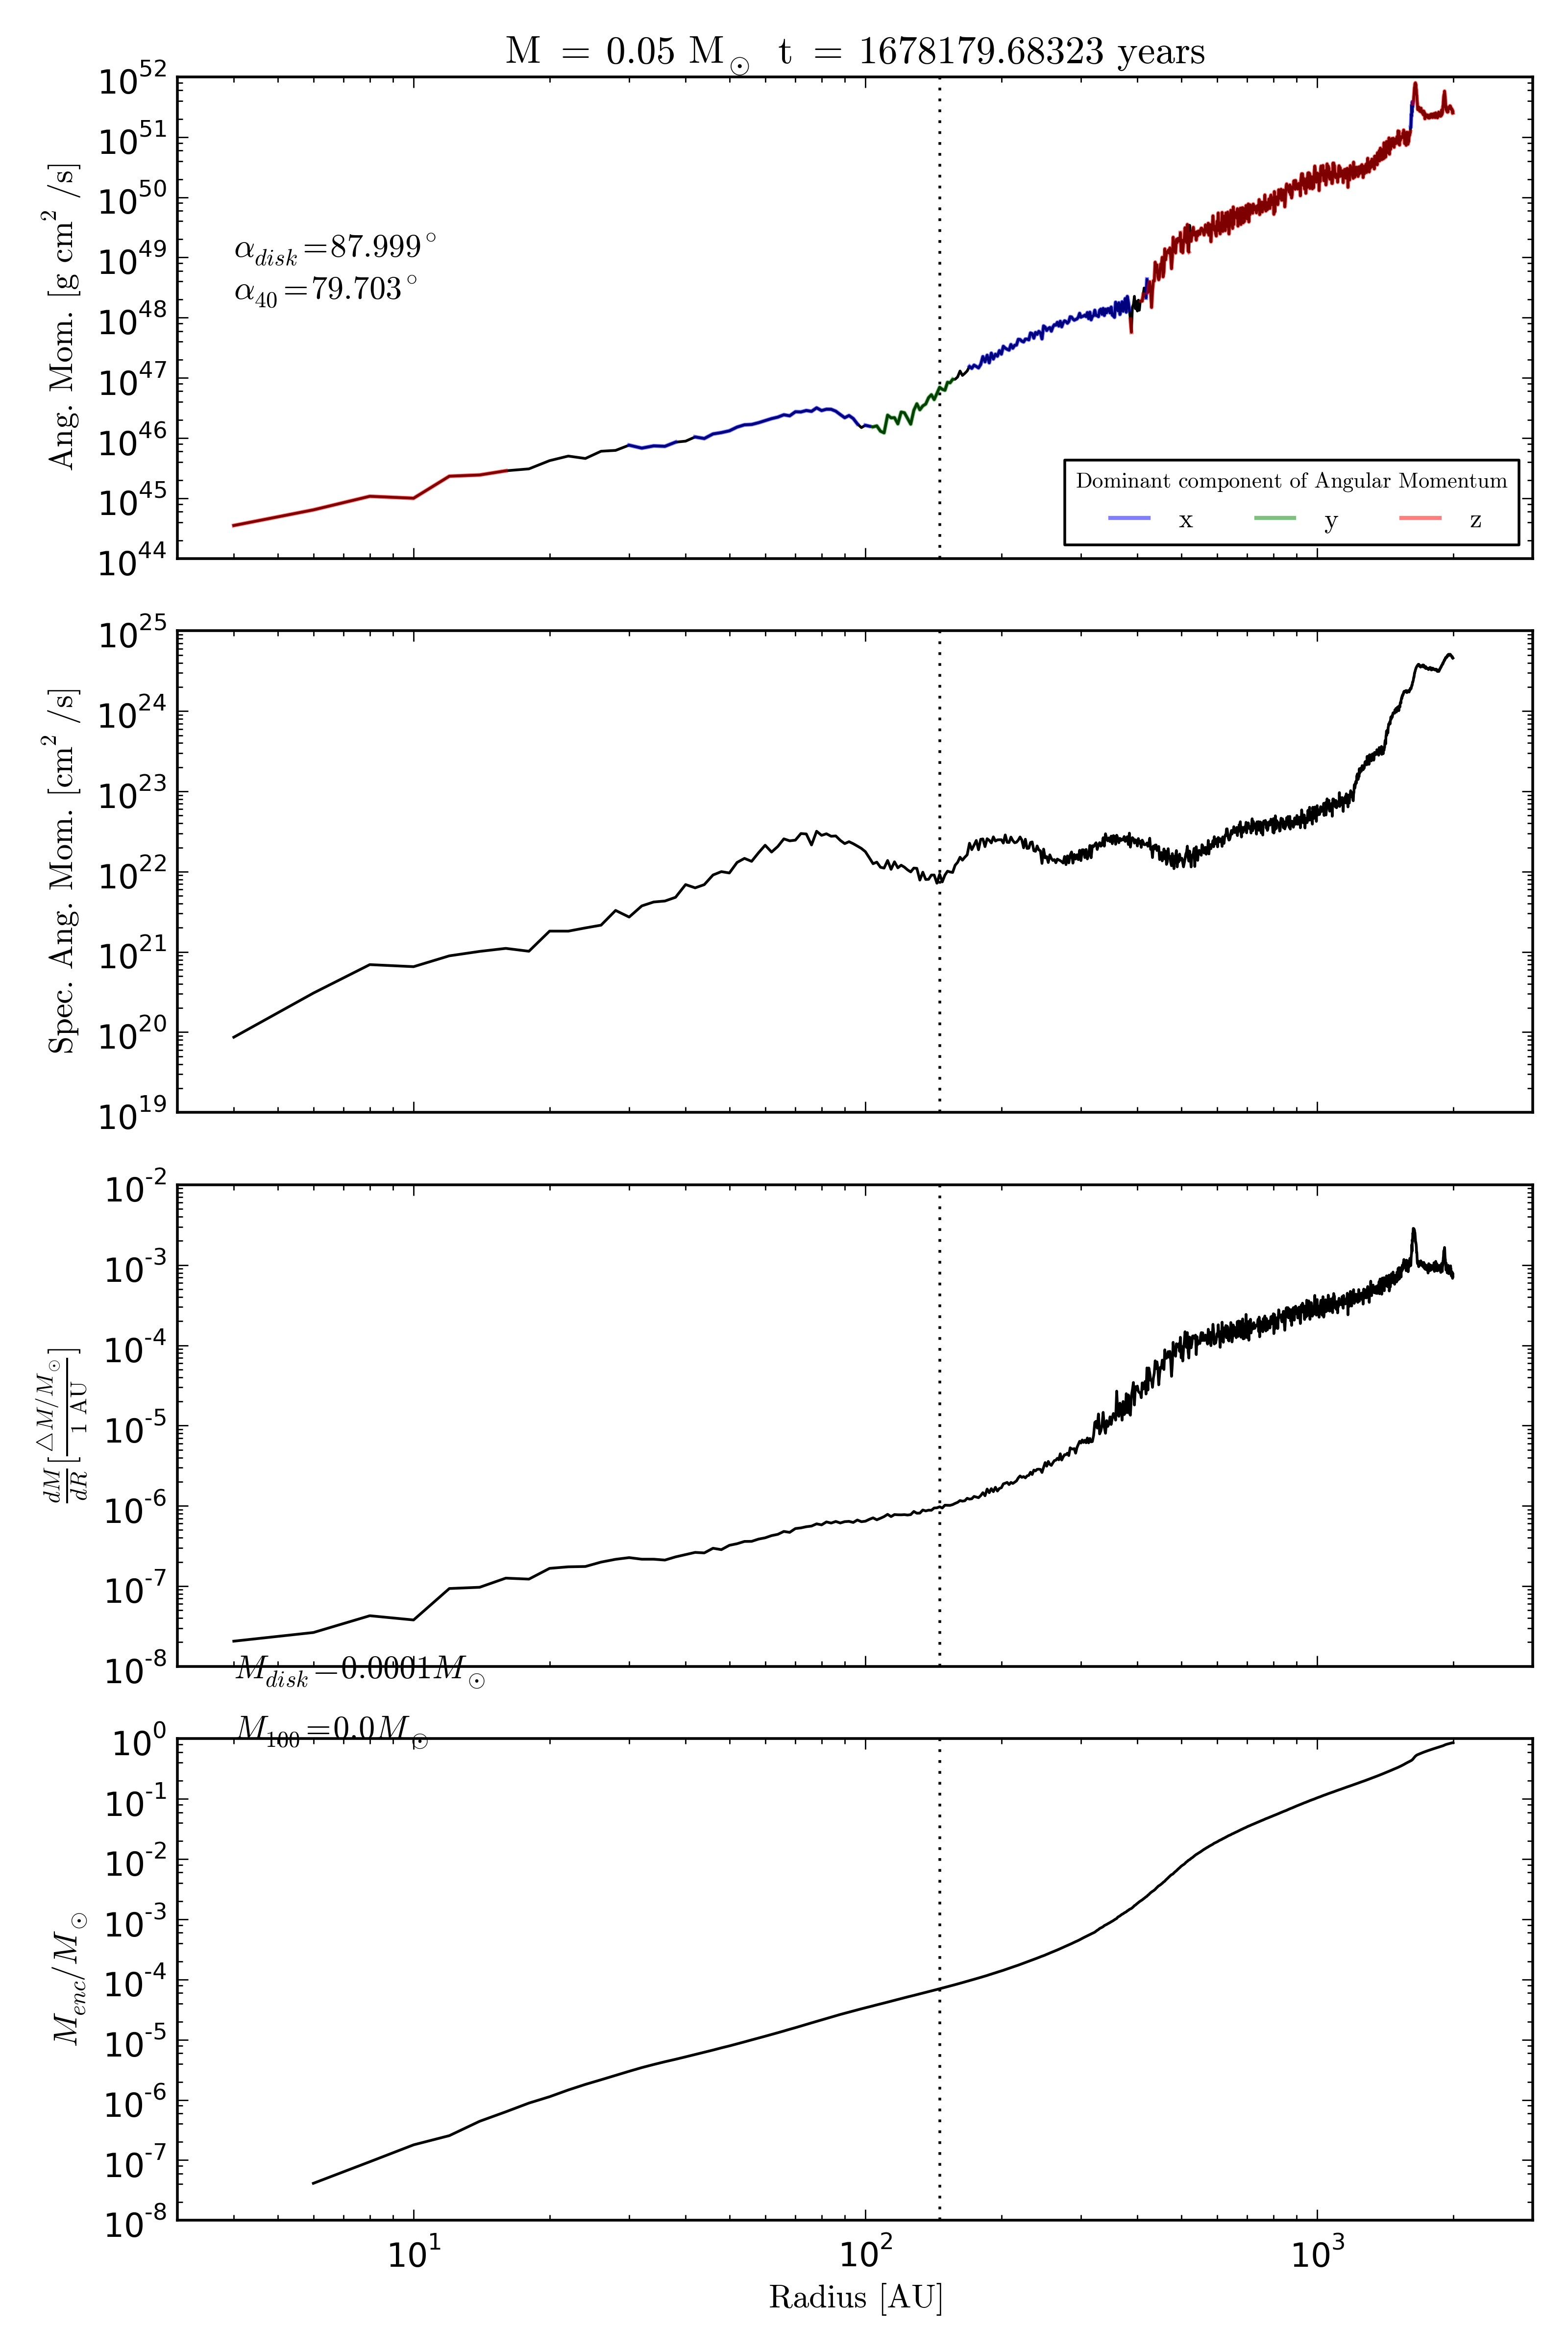 M = 0.05 M⊙ t = 1678179.68323 years
10^52
10^51
10^50
10^49
10^48
10^47
10^46
10^45
10^44
Ang. Mom. [g cm^2 /s]
α_disk=87.999°
α_40=79.703°
Dominant component of Angular Momentum
x y z
10^25
10^24
10^23
10^22
10^21
10^20
10^19
Spec. Ang. Mom. [cm^2 /s]
10^-2
10^-3
10^-4
10^-5
10^-6
10^-7
10^-8
dM/dR [△M/M⊙ / 1 AU]
M_disk=0.0001M⊙
M_100=0.0M⊙
10^0
10^-1
10^-2
10^-3
10^-4
10^-5
10^-6
10^-7
10^-8
M_enc/M⊙
10^1 10^2 10^3
Radius [AU]